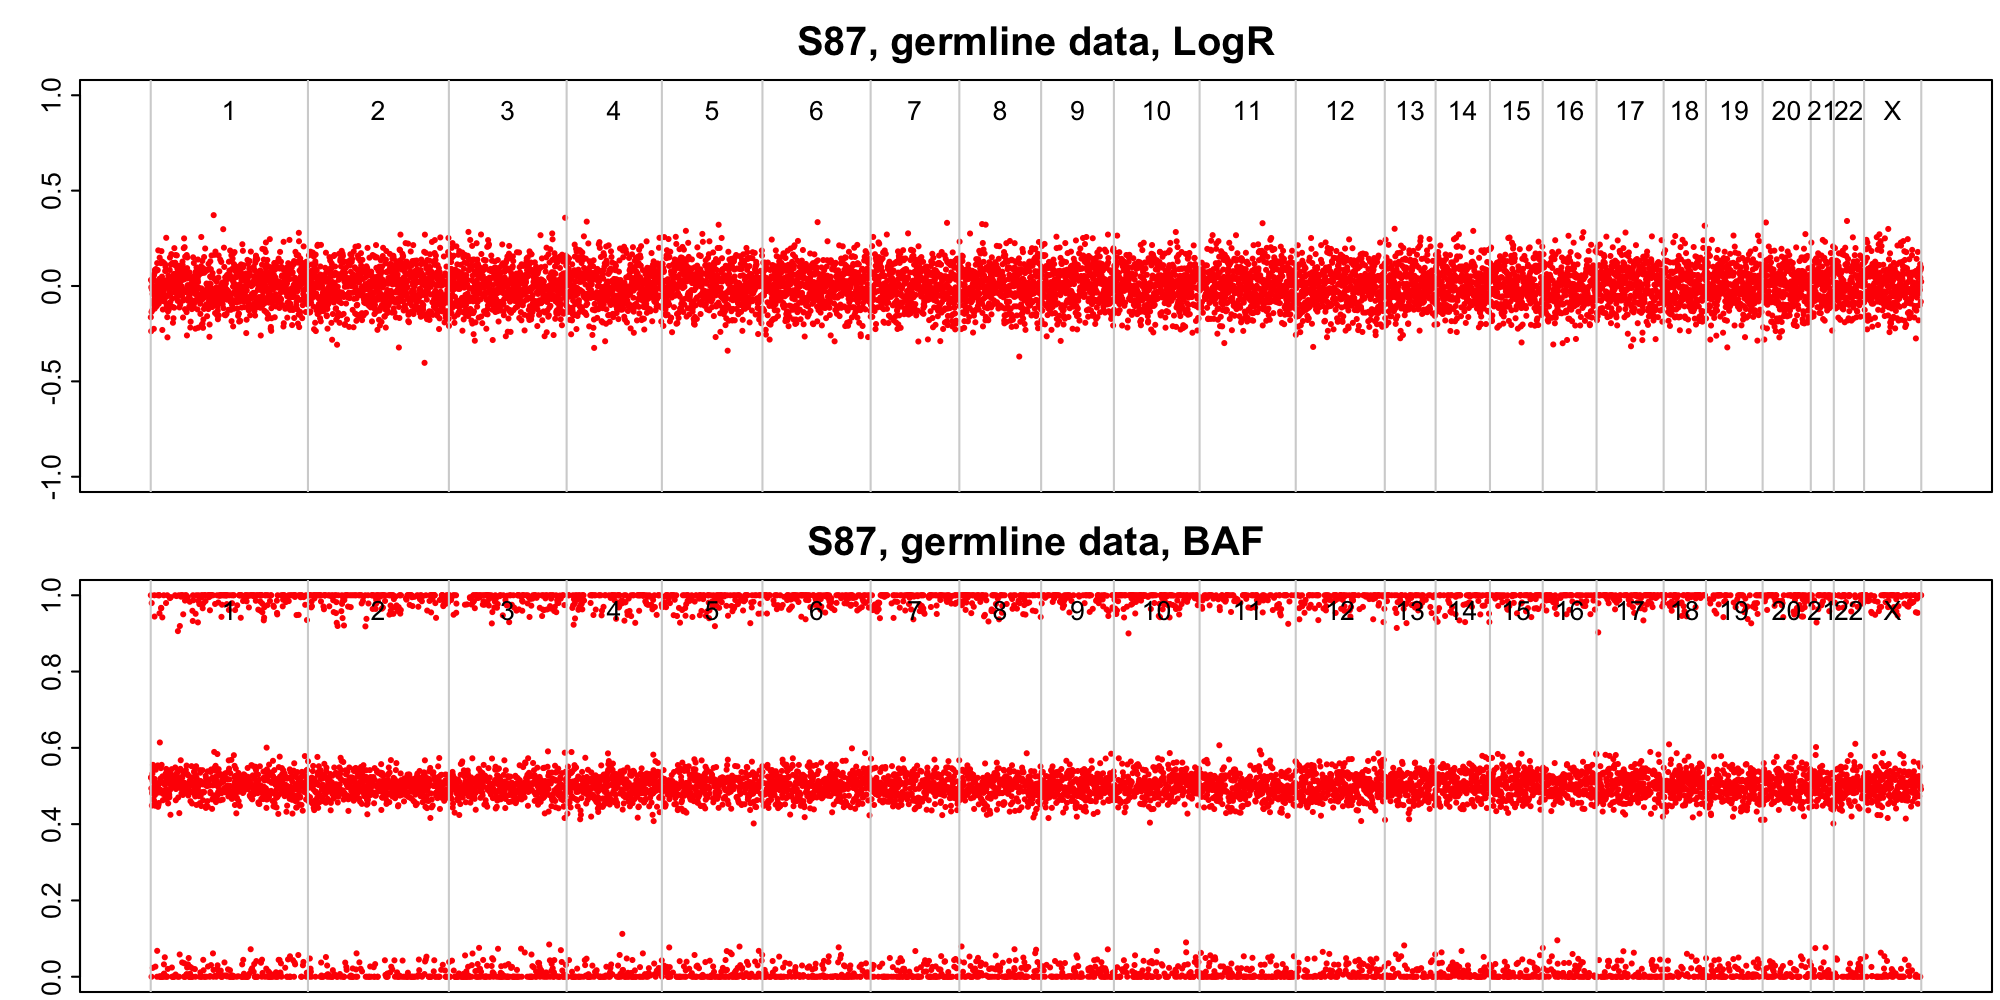 S87, germline data, LogR
1.0
0.5
0.0
-0.5
-1.0
1 2 3 4 5 6 7 8 9 10 11 12 13 14 15 16 17 18 19 20 21 22 X
S87, germline data, BAF
1.0
0.8
0.6
0.4
0.2
0.0
1 2 3 4 5 6 7 8 9 10 11 12 13 14 15 16 17 18 19 20 21 22 X